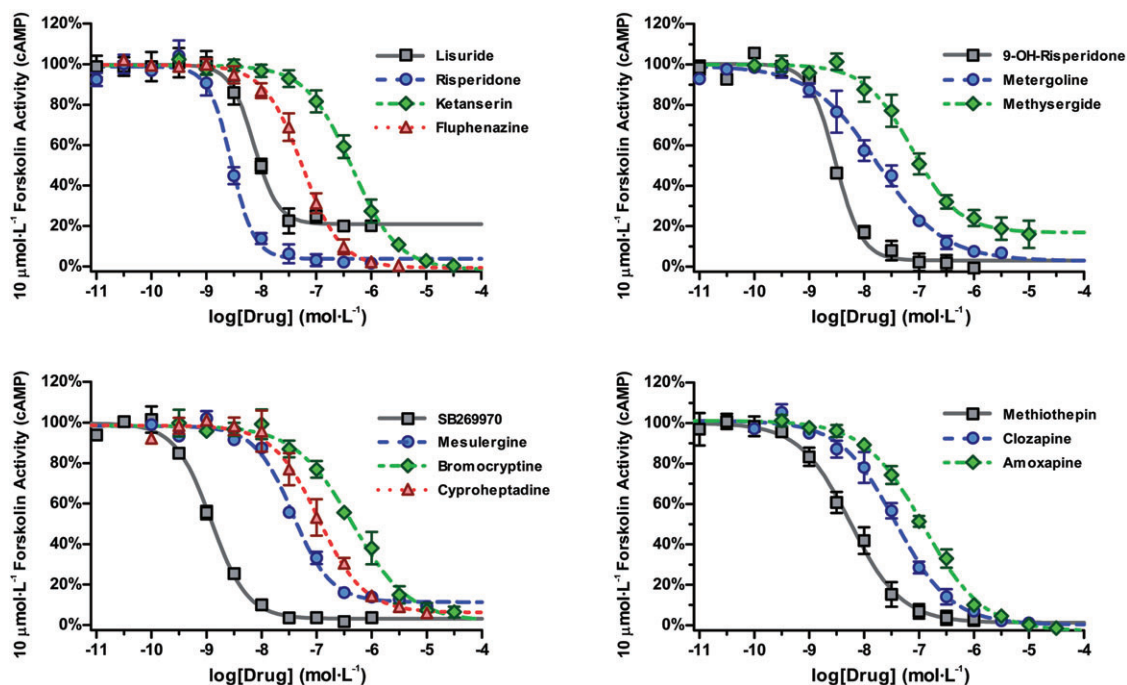 10 μmol·L⁻¹ Forskolin Activity (cAMP)
120%
100%
80%
60%
40%
20%
0%
Lisuride
Risperidone
Ketanserin
Fluphenazine
-11 -10 -9 -8 -7 -6 -5 -4
log[Drug] (mol·L⁻¹)
10 μmol·L⁻¹ Forskolin Activity (cAMP)
120%
100%
80%
60%
40%
20%
0%
9-OH-Risperidone
Metergoline
Methysergide
-11 -10 -9 -8 -7 -6 -5 -4
log[Drug] (mol·L⁻¹)
10 μmol·L⁻¹ Forskolin Activity (cAMP)
120%
100%
80%
60%
40%
20%
0%
SB269970
Mesulergine
Bromocryptine
Cyproheptadine
-11 -10 -9 -8 -7 -6 -5 -4
log[Drug] (mol·L⁻¹)
10 μmol·L⁻¹ Forskolin Activity (cAMP)
120%
100%
80%
60%
40%
20%
0%
Methiothepin
Clozapine
Amoxapine
-11 -10 -9 -8 -7 -6 -5 -4
log[Drug] (mol·L⁻¹)